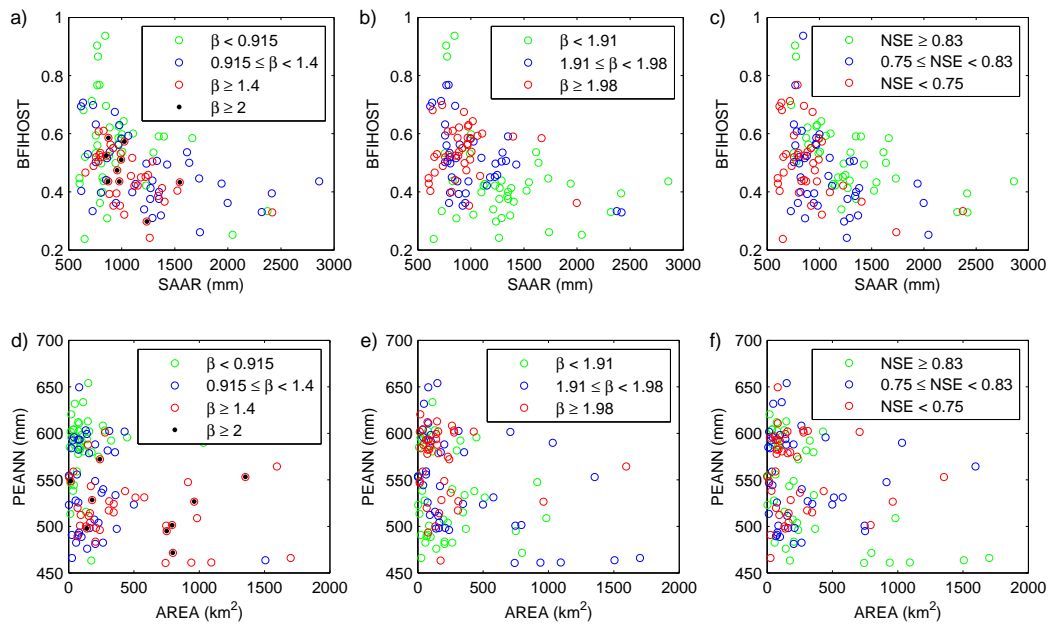 a)
β < 0.915
0.915 ≤ β < 1.4
β ≥ 1.4
β ≥ 2
1
0.8
0.6
0.4
0.2
BFIHOST
500 1000 1500 2000 2500 3000
SAAR (mm)
b)
β < 1.91
1.91 ≤ β < 1.98
β ≥ 1.98
1
0.8
0.6
0.4
0.2
BFIHOST
500 1000 1500 2000 2500 3000
SAAR (mm)
c)
NSE ≥ 0.83
0.75 ≤ NSE < 0.83
NSE < 0.75
1
0.8
0.6
0.4
0.2
BFIHOST
500 1000 1500 2000 2500 3000
SAAR (mm)
d)
β < 0.915
0.915 ≤ β < 1.4
β ≥ 1.4
β ≥ 2
700
650
600
550
500
450
PEANN (mm)
0 500 1000 1500 2000
AREA (km²)
e)
β < 1.91
1.91 ≤ β < 1.98
β ≥ 1.98
700
650
600
550
500
450
PEANN (mm)
0 500 1000 1500 2000
AREA (km²)
f)
NSE ≥ 0.83
0.75 ≤ NSE < 0.83
NSE < 0.75
700
650
600
550
500
450
PEANN (mm)
0 500 1000 1500 2000
AREA (km²)